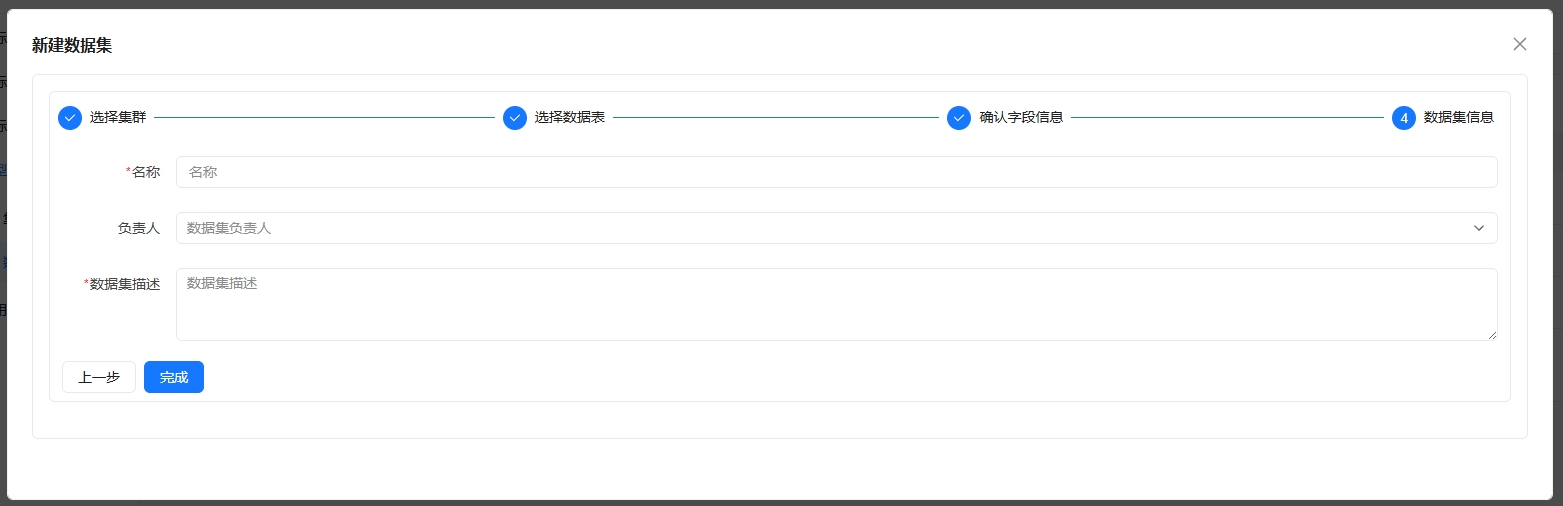 新建数据集
选择集群 选择数据表 确认字段信息 4 数据集信息
*名称 名称
负责人 数据集负责人
*数据集描述 数据集描述
上一步 完成